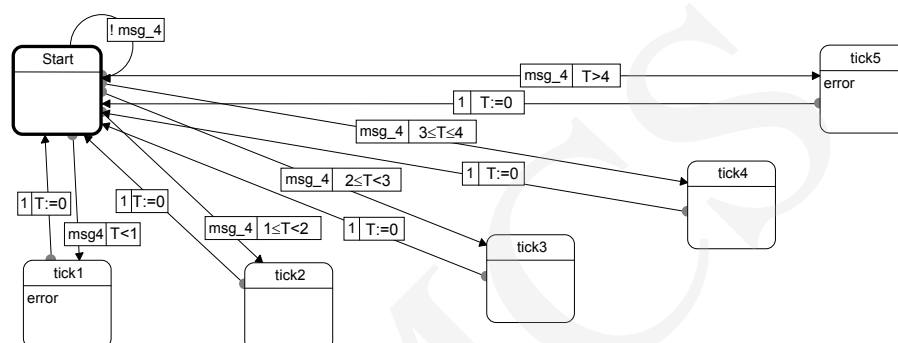 ! msg_4
Start
tick5
error
msg_4 T>4
1 T:=0
msg_4 3≤T≤4
1 T:=0
tick4
msg_4 2≤T<3
1 T:=0
1 T:=0
msg4 T<1
msg_4 1≤T<2
1 T:=0
tick3
tick1
error
tick2
MCS